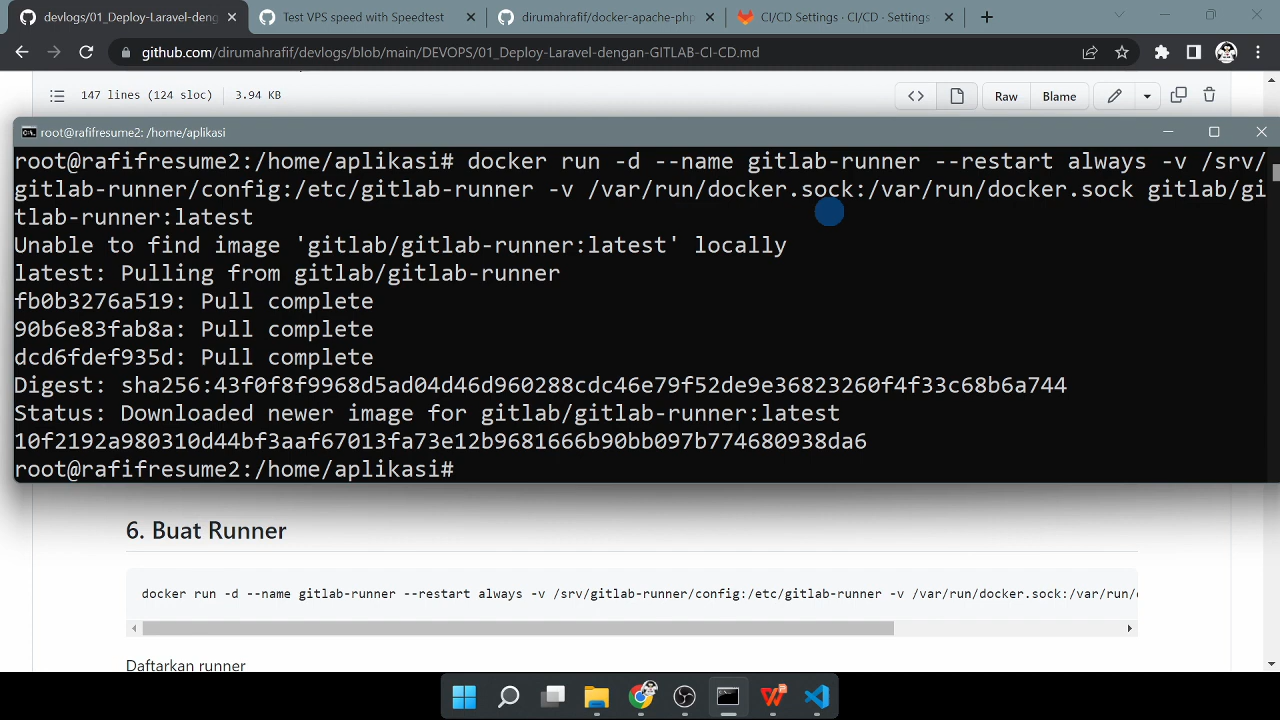 devlogs/01_Deploy-Laravel-deng
Test VPS speed with Speedtest
dirumahrafif/docker-apache-php
CI/CD Settings · CI/CD · Settings
github.com/dirumahrafif/devlogs/blob/main/DEVOPS/01_Deploy-Laravel-dengan-GITLAB-CI-CD.md
147 lines (124 sloc)
3.94 KB
Raw
Blame
root@rafifresume2: /home/aplikasi
root@rafifresume2:/home/aplikasi# docker run -d --name gitlab-runner --restart always -v /srv/
gitlab-runner/config:/etc/gitlab-runner -v /var/run/docker.sock:/var/run/docker.sock gitlab/gi
tlab-runner:latest
Unable to find image 'gitlab/gitlab-runner:latest' locally
latest: Pulling from gitlab/gitlab-runner
fb0b3276a519: Pull complete
90b6e83fab8a: Pull complete
dcd6fdef935d: Pull complete
Digest: sha256:43f0f8f9968d5ad04d46d960288cdc46e79f52de9e36823260f4f33c68b6a744
Status: Downloaded newer image for gitlab/gitlab-runner:latest
10f2192a980310d44bf3aaf67013fa73e12b9681666b90bb097b774680938da6
root@rafifresume2:/home/aplikasi#
6. Buat Runner
docker run -d --name gitlab-runner --restart always -v /srv/gitlab-runner/config:/etc/gitlab-runner -v /var/run/docker.sock:/var/run/
Daftarkan runner